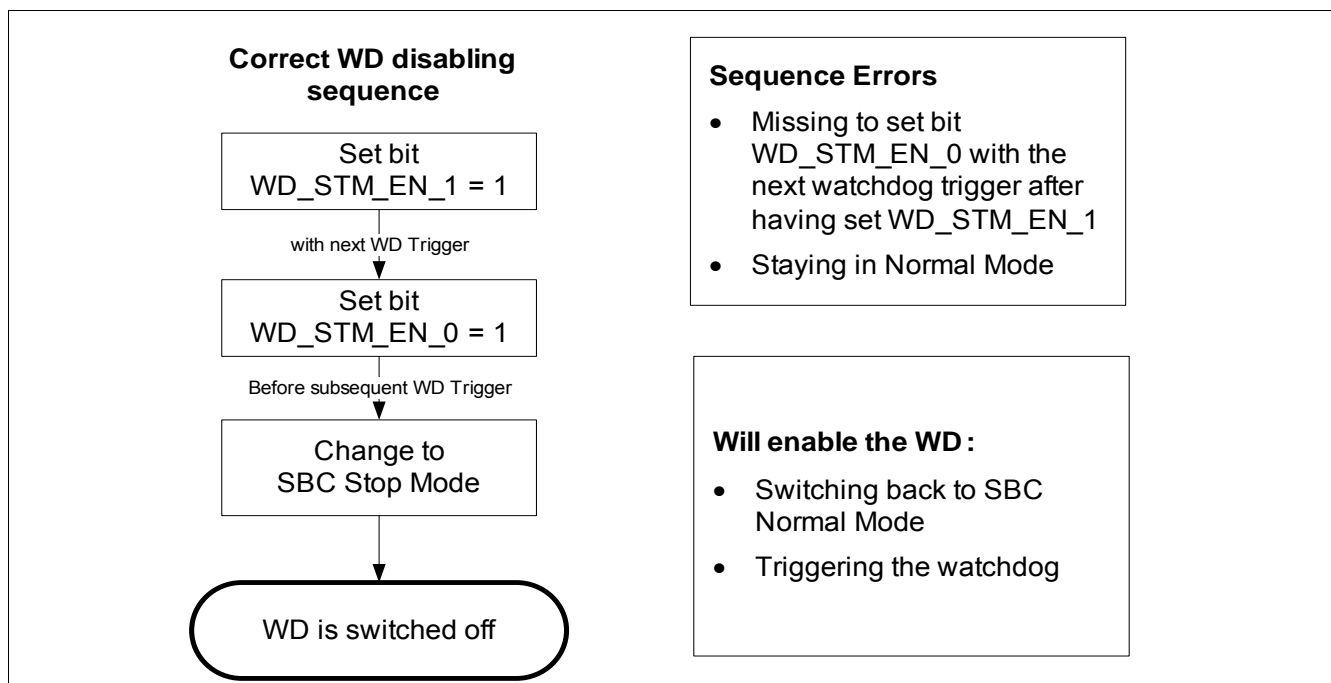 Correct WD disabling
sequence
Set bit
WD_STM_EN_1 = 1
with next WD Trigger
Set bit
WD_STM_EN_0 = 1
Before subsequent WD Trigger
Change to
SBC Stop Mode
WD is switched off
Sequence Errors
• Missing to set bit
WD_STM_EN_0 with the
next watchdog trigger after
having set WD_STM_EN_1
• Staying in Normal Mode
Will enable the WD :
• Switching back to SBC
Normal Mode
• Triggering the watchdog